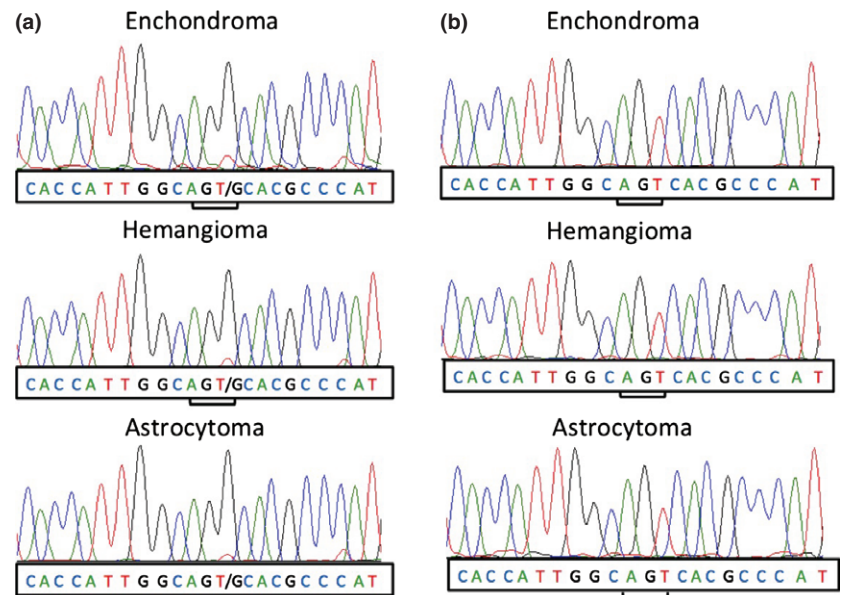 (a)
Enchondroma
CACCATTGGCAGT/GCACGCCCAT
Hemangioma
CACCATTGGCAGT/GCACGCCCAT
Astrocytoma
CACCATTGGCAGT/GCACGCCCAT
(b)
Enchondroma
CACCATTGGCAGTCACGCCCAT
Hemangioma
CACCATTGGCAGTCACGCCCAT
Astrocytoma
CACCATTGGCAGTCACGCCCAT